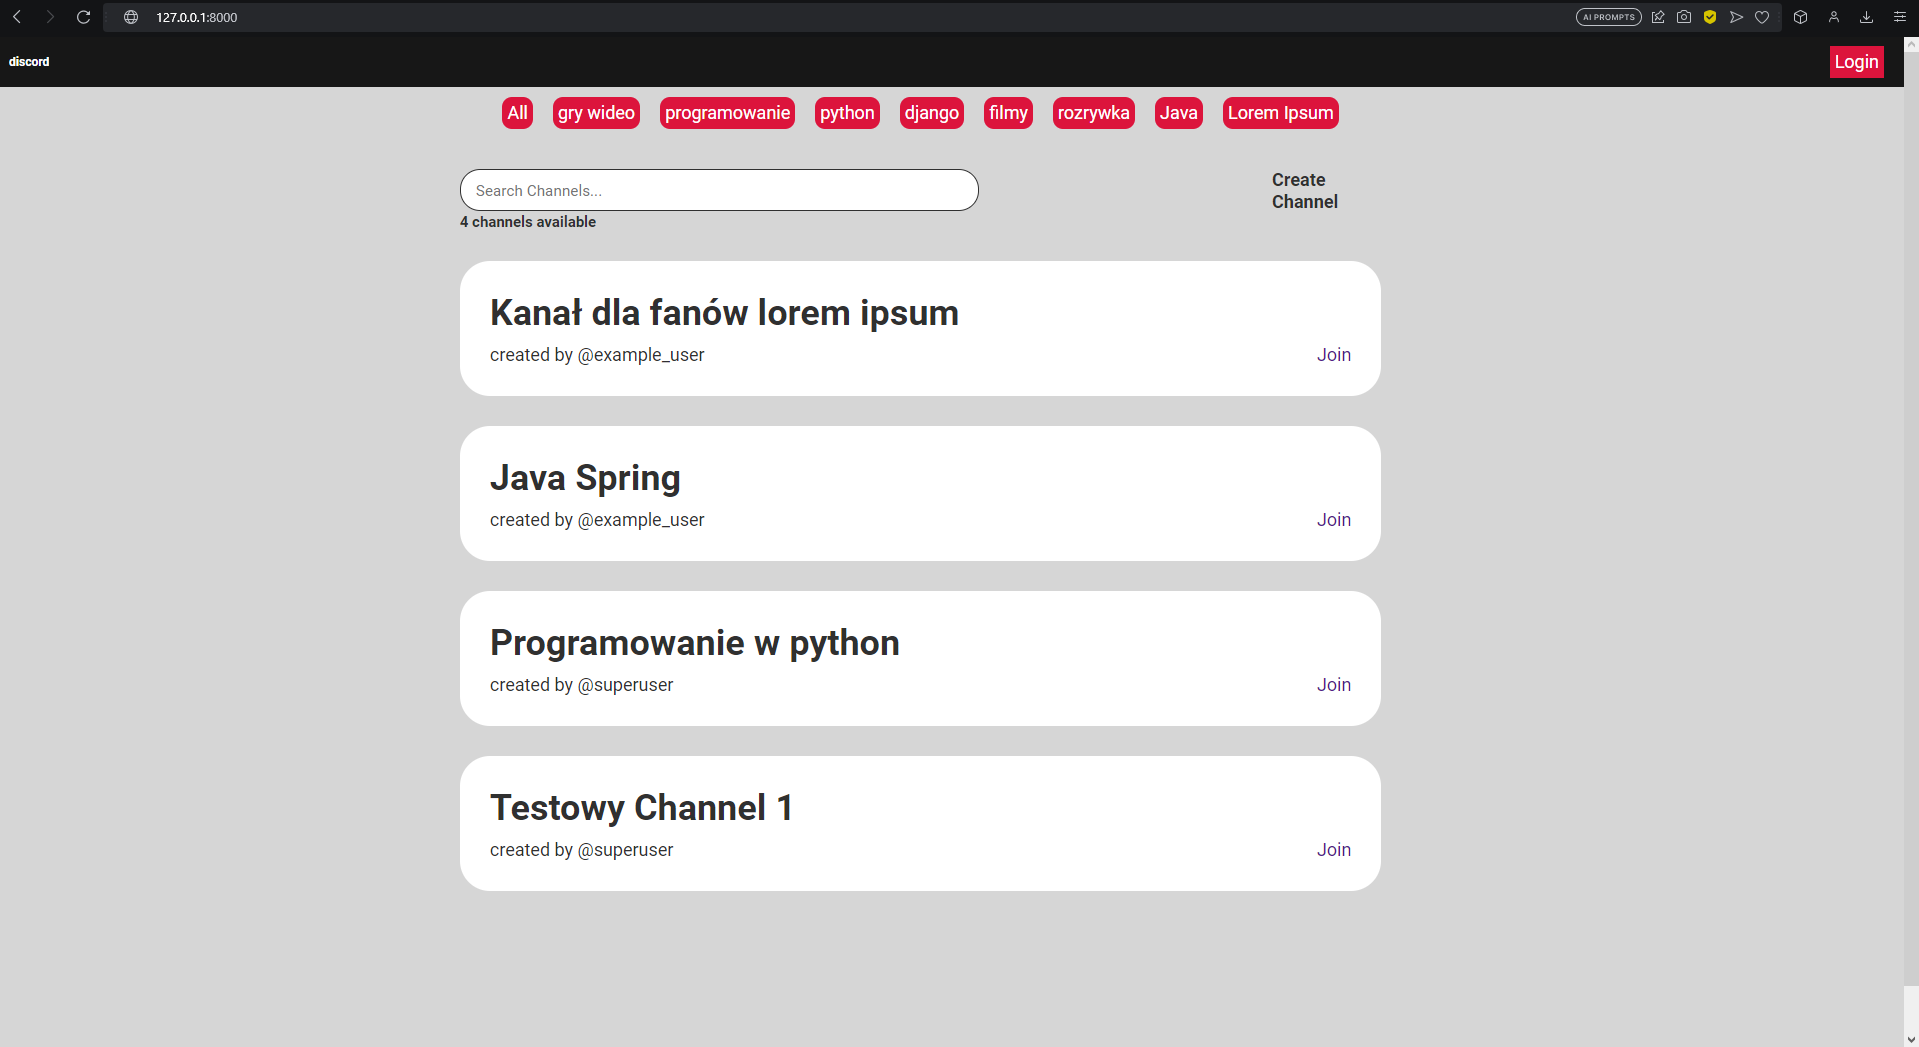 127.0.0.1:8000
AI PROMPTS
discord
Login
All gry wideo programowanie python django filmy rozrywka Java Lorem Ipsum
Search Channels...
Create
Channel
4 channels available
Kanał dla fanów lorem ipsum
created by @example_user
Join
Java Spring
created by @example_user
Join
Programowanie w python
created by @superuser
Join
Testowy Channel 1
created by @superuser
Join